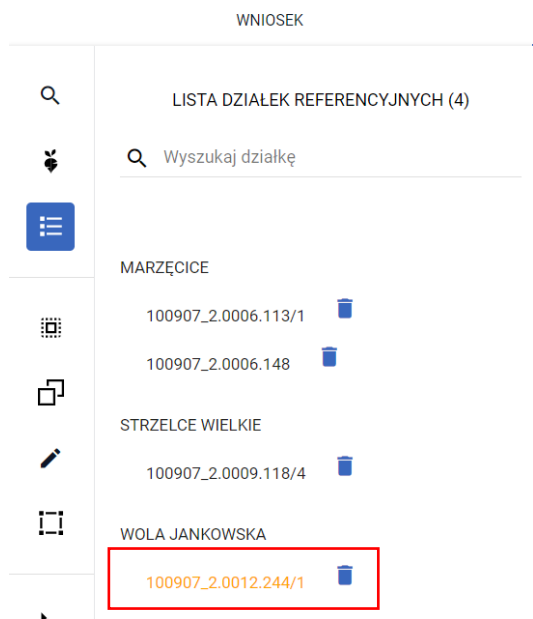 WNIOSEK
LISTA DZIAŁEK REFERENCYJNYCH (4)
Wyszukaj działkę
MARZĘCICE
100907_2.0006.113/1
100907_2.0006.148
STRZELCE WIELKIE
100907_2.0009.118/4
WOLA JANKOWSKA
100907_2.0012.244/1